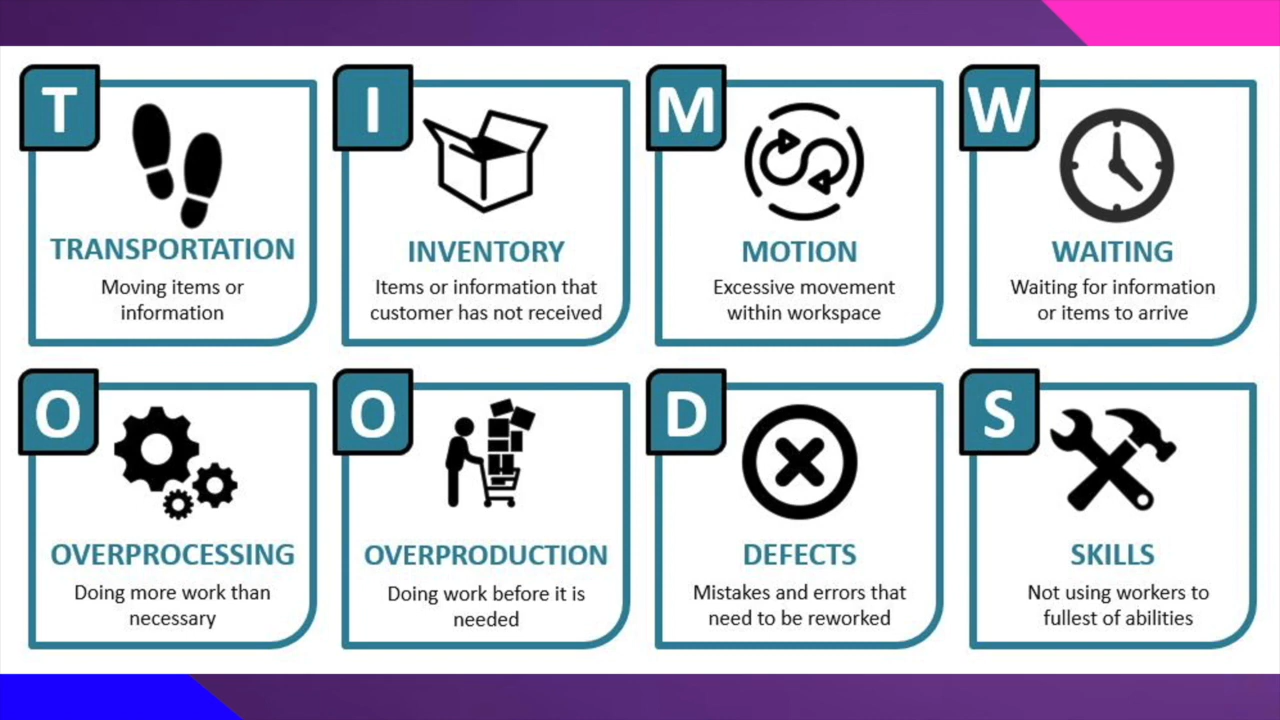 T
TRANSPORTATION
Moving items or
information
I
INVENTORY
Items or information that
customer has not received
M
MOTION
Excessive movement
within workspace
W
WAITING
Waiting for information
or items to arrive
O
OVERPROCESSING
Doing more work than
necessary
O
OVERPRODUCTION
Doing work before it is
needed
D
DEFECTS
Mistakes and errors that
need to be reworked
S
SKILLS
Not using workers to
fullest of abilities